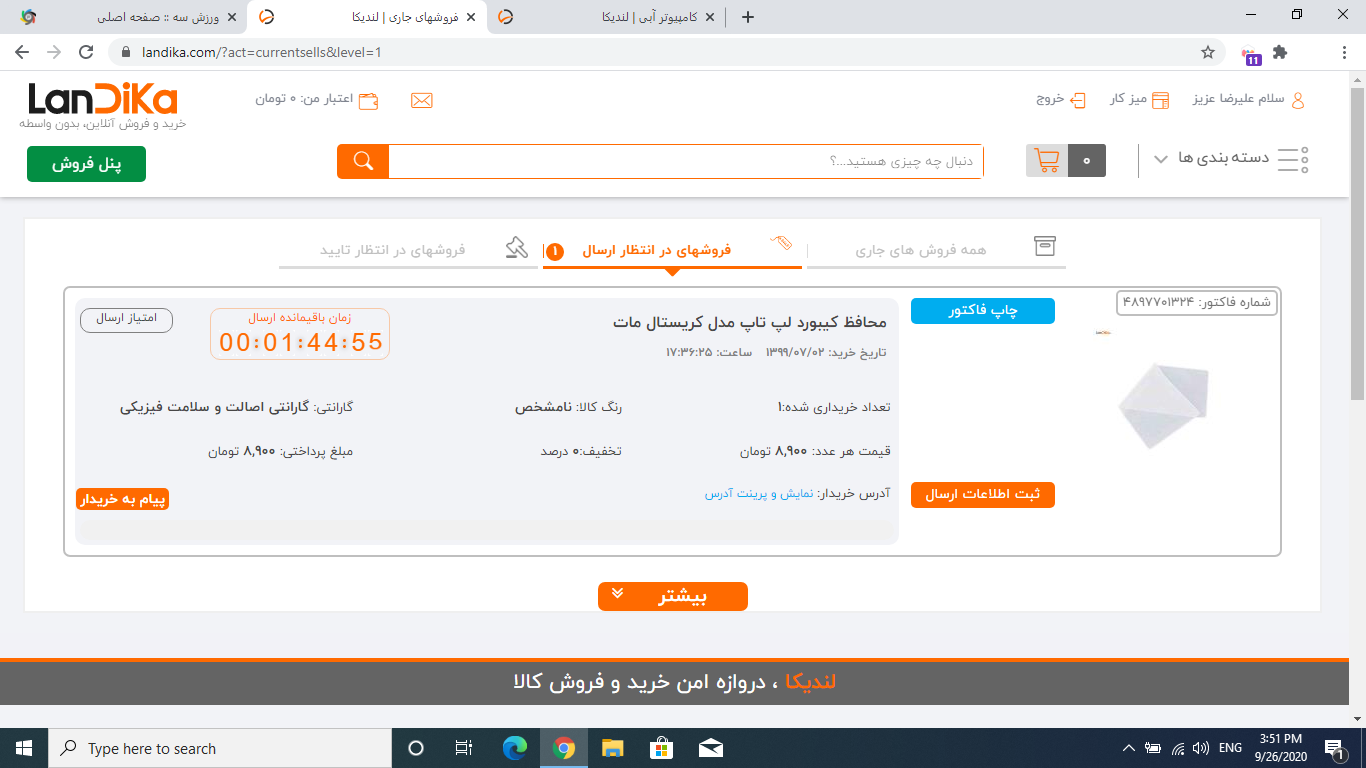 ورزش سه :: صفحه اصلی
فروشهای جاری | لندیکا
کامپیوتر آبی | لندیکا
landika.com/?act=currentsells&level=1
11
LanDiKa
خرید و فروش آنلاین، بدون واسطه
اعتبار من: ۰ تومان
سلام علیرضا عزیز
میز کار
خروج
پنل فروش
دنبال چه چیزی هستید...؟
۰
دسته بندی ها
همه فروش های جاری
فروشهای در انتظار ارسال ۱
فروشهای در انتظار تایید
شماره فاکتور: ۴۸۹۷۷۰۱۳۲۴
چاپ فاکتور
محافظ کیبورد لپ تاپ مدل کریستال مات
تاریخ خرید: ۱۳۹۹/۰۷/۰۲ ساعت: ۱۷:۳۶:۲۵
زمان باقیمانده ارسال
00:01:44:55
امتیاز ارسال
تعداد خریداری شده:۱
رنگ کالا: نامشخص
گارانتی: گارانتی اصالت و سلامت فیزیکی
قیمت هر عدد: ۸,۹۰۰ تومان
تخفیف:۰ درصد
مبلغ پرداختی: ۸,۹۰۰ تومان
آدرس خریدار: نمایش و پرینت آدرس
ثبت اطلاعات ارسال
پیام به خریدار
بیشتر
لندیکا ، دروازه امن خرید و فروش کالا
Type here to search
ENG
3:51 PM
9/26/2020
1